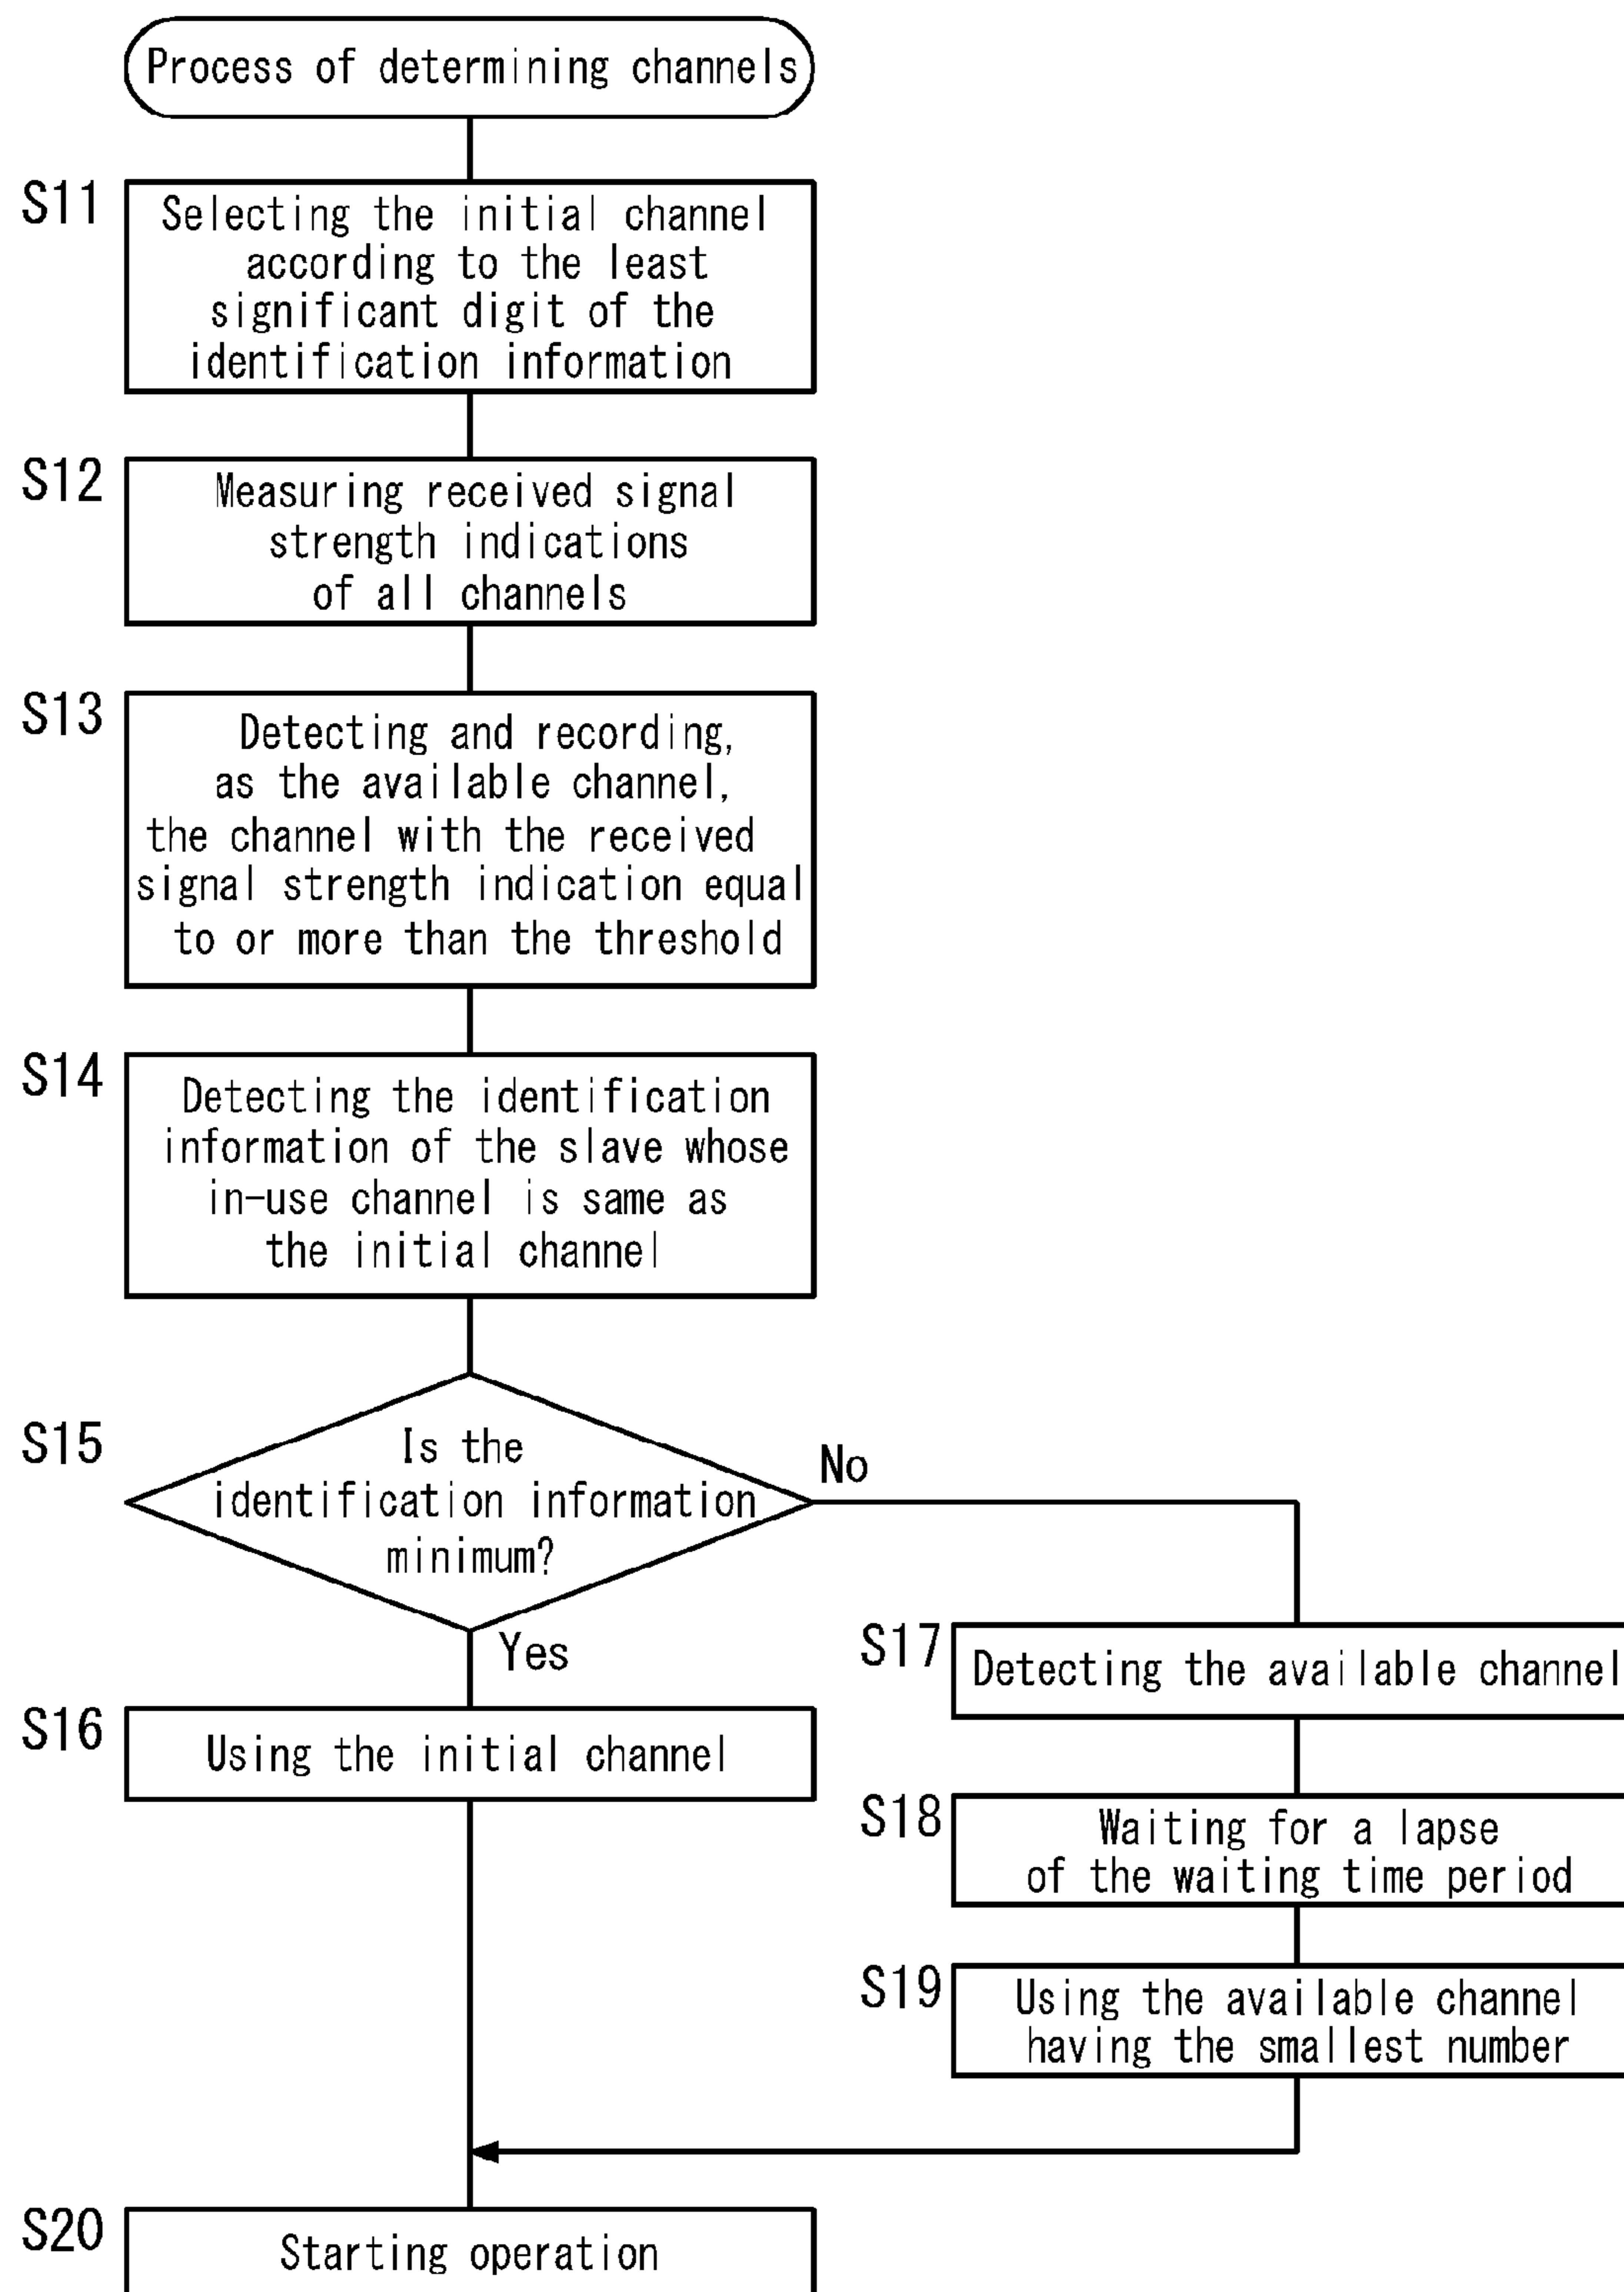 Process of determining channels
S11
Selecting the initial channel
according to the least
significant digit of the
identification information
S12
Measuring received signal
strength indications
of all channels
S13
Detecting and recording,
as the available channel,
the channel with the received
signal strength indication equal
to or more than the threshold
S14
Detecting the identification
information of the slave whose
in-use channel is same as
the initial channel
S15
Is the
identification information
minimum?
No
Yes
S16
Using the initial channel
S17
Detecting the available channel
S18
Waiting for a lapse
of the waiting time period
S19
Using the available channel
having the smallest number
S20
Starting operation